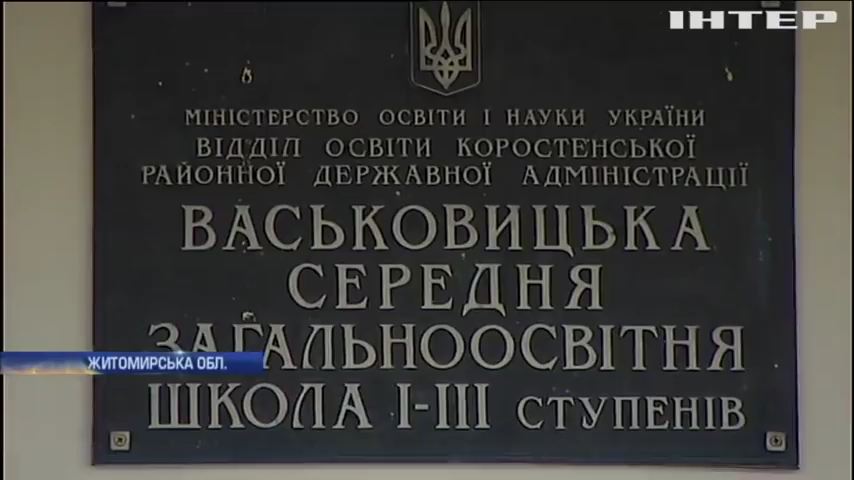 ІНТЕР
МІНІСТЕРСТВО ОСВІТИ І НАУКИ УКРАЇНИ
ВІДДІЛ ОСВІТИ КОРОСТЕНСЬКОЇ
РАЙОННОЇ ДЕРЖАВНОЇ АДМІНІСТРАЦІЇ
ВАСЬКОВИЦЬКА
СЕРЕДНЯ
ЗАГАЛЬНООСВІТНЯ
ЖИТОМИРСЬКА ОБЛ.
ШКОЛА І-ІІІ СТУПЕНІВ